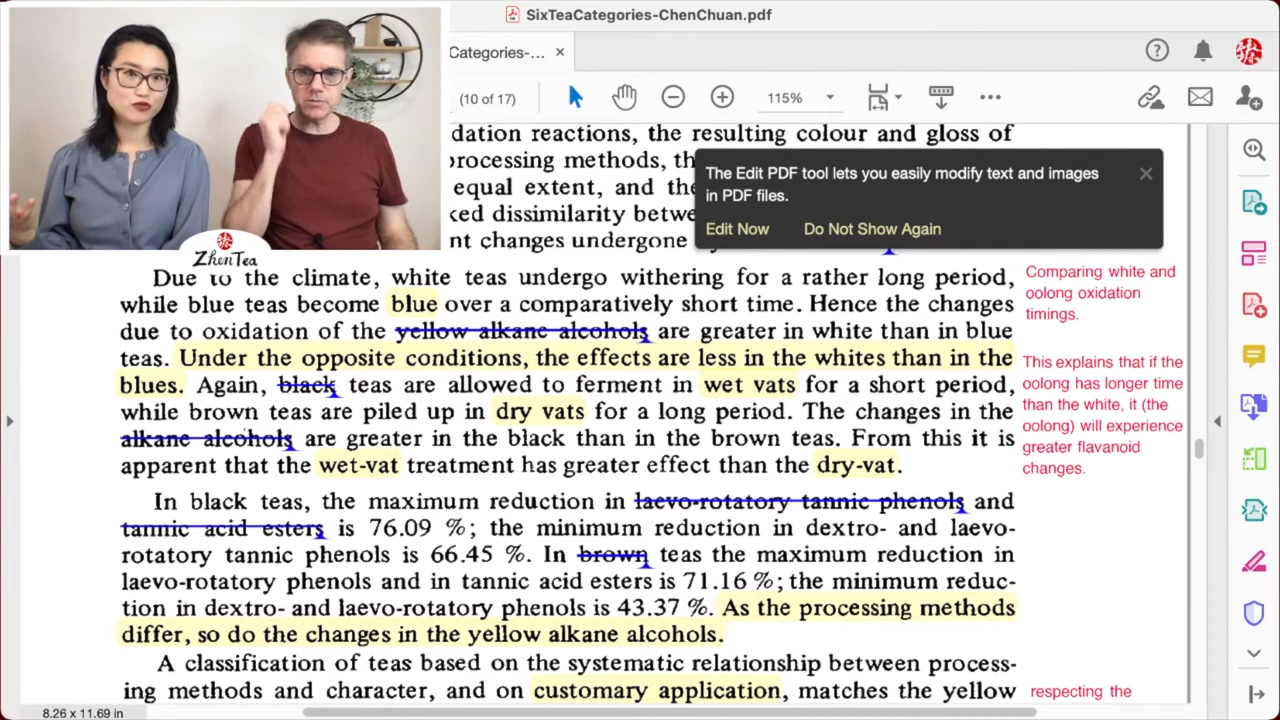 SixTeaCategories-ChenChuan.pdf
Categories-... ×
(10 of 17)
115%
ZhenTea
dation reactions, the resulting colour and gloss of
processing methods, th
equal extent, and the
ked dissimilarity betwe
nt changes undergone
The Edit PDF tool lets you easily modify text and images
in PDF files.
Edit Now Do Not Show Again
Due to the climate, white teas undergo withering for a rather long period,
while blue teas become blue over a comparatively short time. Hence the changes
due to oxidation of the yellow alkane alcohols are greater in white than in blue
teas. Under the opposite conditions, the effects are less in the whites than in the
blues. Again, black teas are allowed to ferment in wet vats for a short period,
while brown teas are piled up in dry vats for a long period. The changes in the
alkane alcohols are greater in the black than in the brown teas. From this it is
apparent that the wet-vat treatment has greater effect than the dry-vat.
In black teas, the maximum reduction in laevo-rotatory tannic phenols and
tannic acid esters is 76.09 %; the minimum reduction in dextro- and laevo-
rotatory tannic phenols is 66.45 %. In brown teas the maximum reduction in
laevo-rotatory phenols and in tannic acid esters is 71.16 %; the minimum reduc-
tion in dextro- and laevo-rotatory phenols is 43.37 %. As the processing methods
differ, so do the changes in the yellow alkane alcohols.
A classification of teas based on the systematic relationship between process-
ing methods and character, and on customary application, matches the yellow
Comparing white and
oolong oxidation
timings.
This explains that if the
oolong has longer time
than the white, it (the
oolong) will experience
greater flavanoid
changes.
respecting the
8.26 x 11.69 in